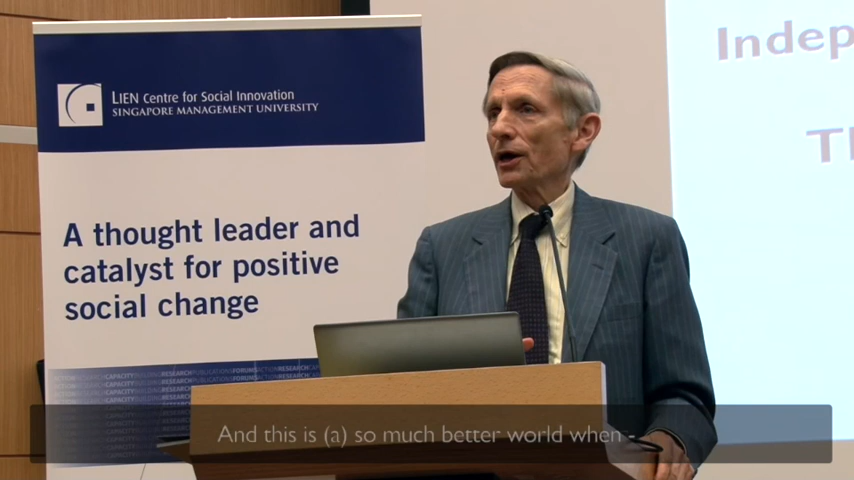 LIEN Centre for Social Innovation
SINGAPORE MANAGEMENT UNIVERSITY
A thought leader and
catalyst for positive
social change
Indep
Th
And this is (a) so much better world when -